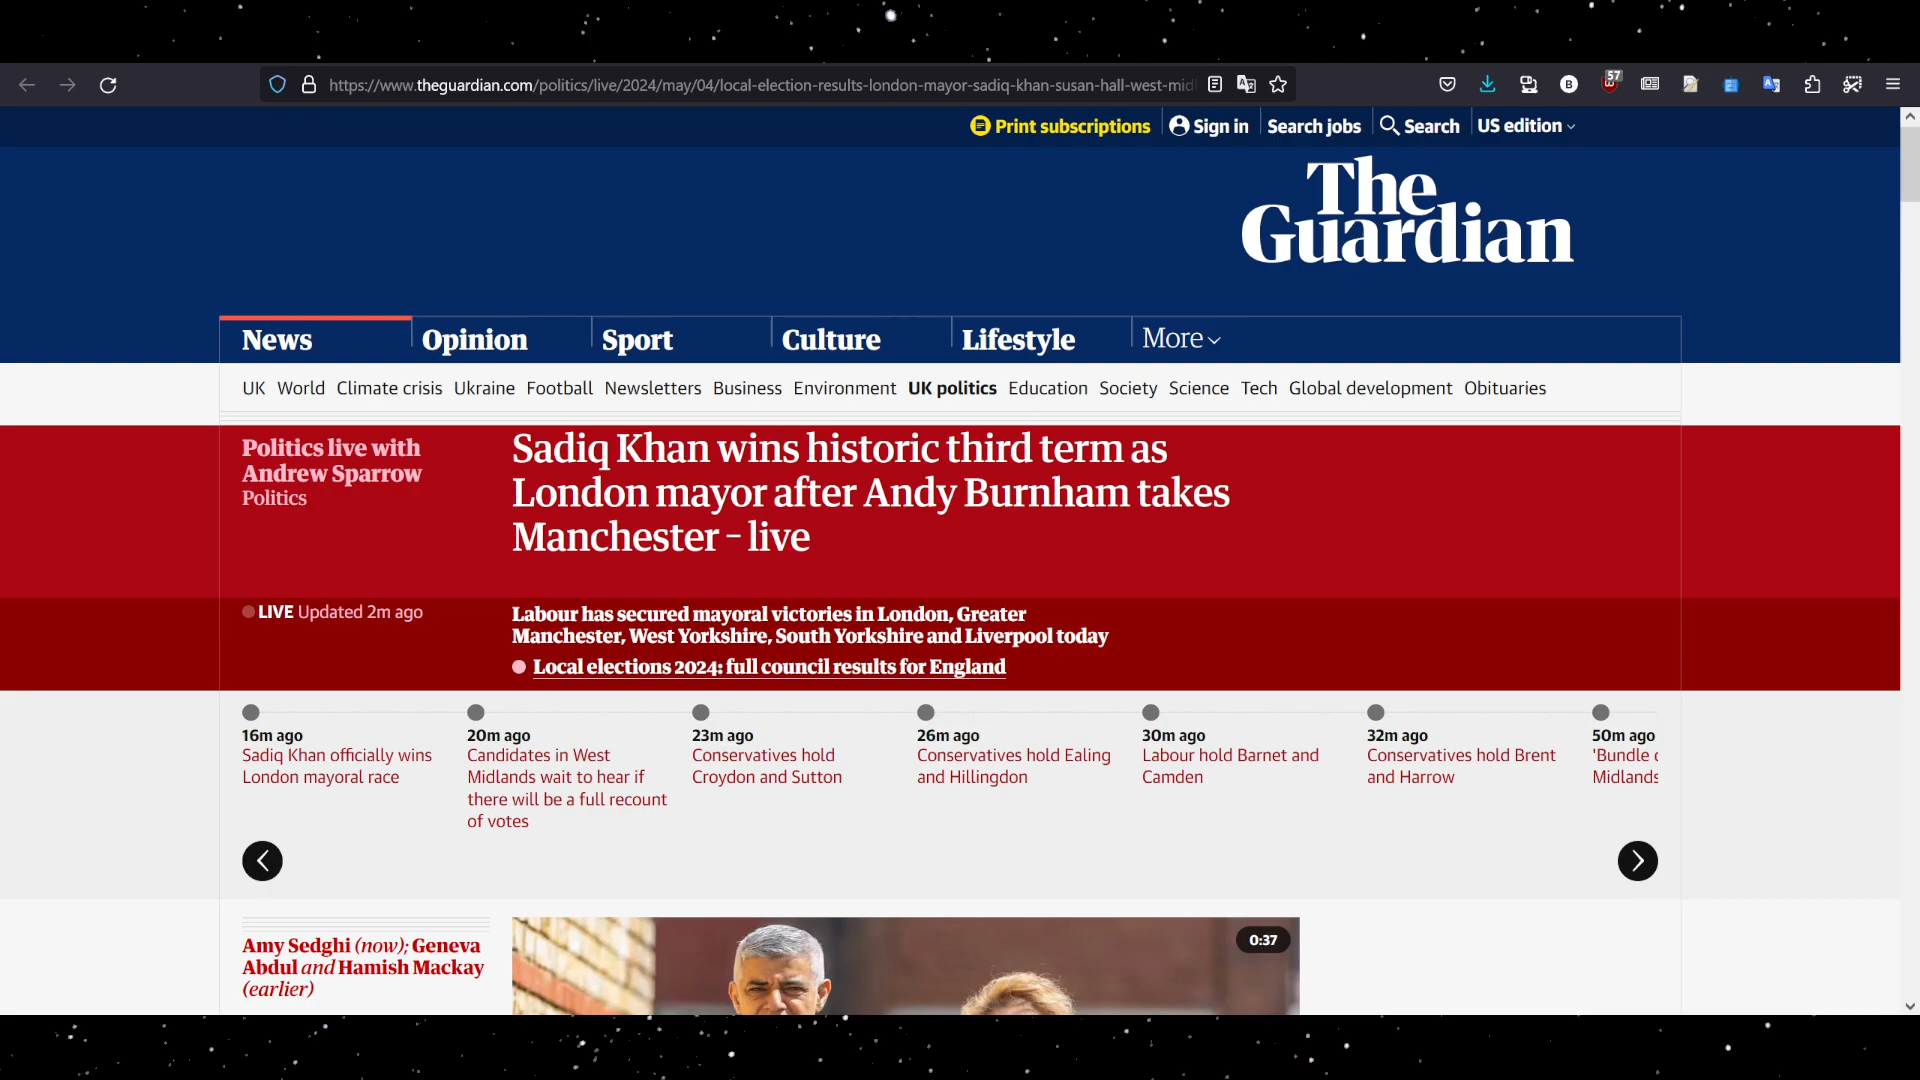 https://www.theguardian.com/politics/live/2024/may/04/local-election-results-london-mayor-sadiq-khan-susan-hall-west-mid
57
Print subscriptions
Sign in
Search jobs
Search
US edition
The
Guardian
News
Opinion
Sport
Culture
Lifestyle
More
UK World Climate crisis Ukraine Football Newsletters Business Environment UK politics Education Society Science Tech Global development Obituaries
Politics live with
Andrew Sparrow
Politics
Sadiq Khan wins historic third term as
London mayor after Andy Burnham takes
Manchester – live
LIVE Updated 2m ago
Labour has secured mayoral victories in London, Greater
Manchester, West Yorkshire, South Yorkshire and Liverpool today
Local elections 2024: full council results for England
16m ago
Sadiq Khan officially wins
London mayoral race
20m ago
Candidates in West
Midlands wait to hear if
there will be a full recount
of votes
23m ago
Conservatives hold
Croydon and Sutton
26m ago
Conservatives hold Ealing
and Hillingdon
30m ago
Labour hold Barnet and
Camden
32m ago
Conservatives hold Brent
and Harrow
50m ago
'Bundle
Midlands
Amy Sedghi (now); Geneva
Abdul and Hamish Mackay
(earlier)
0:37